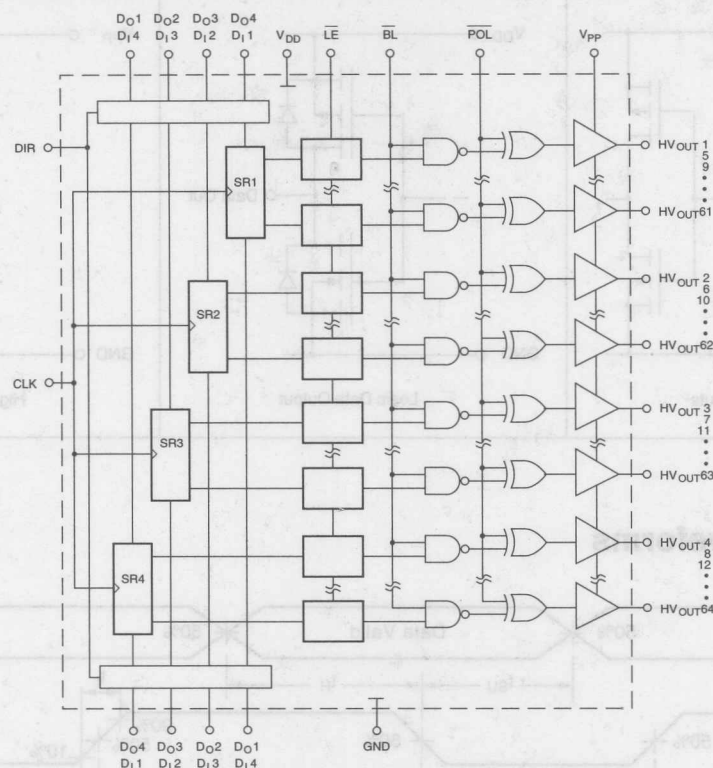 DO1 DO2 DO3 DO4
DI4 DI3 DI2 DI1
VDD
LE
BL
POL
VPP
DIR
SR1
HVOUT 1
5
9
HVOUT61
SR2
HVOUT 2
6
10
HVOUT62
CLK
SR3
HVOUT 3
7
11
HVOUT63
SR4
HVOUT 4
8
12
HVOUT64
DO4 DO3 DO2 DO1
DI1 DI2 DI3 DI4
GND